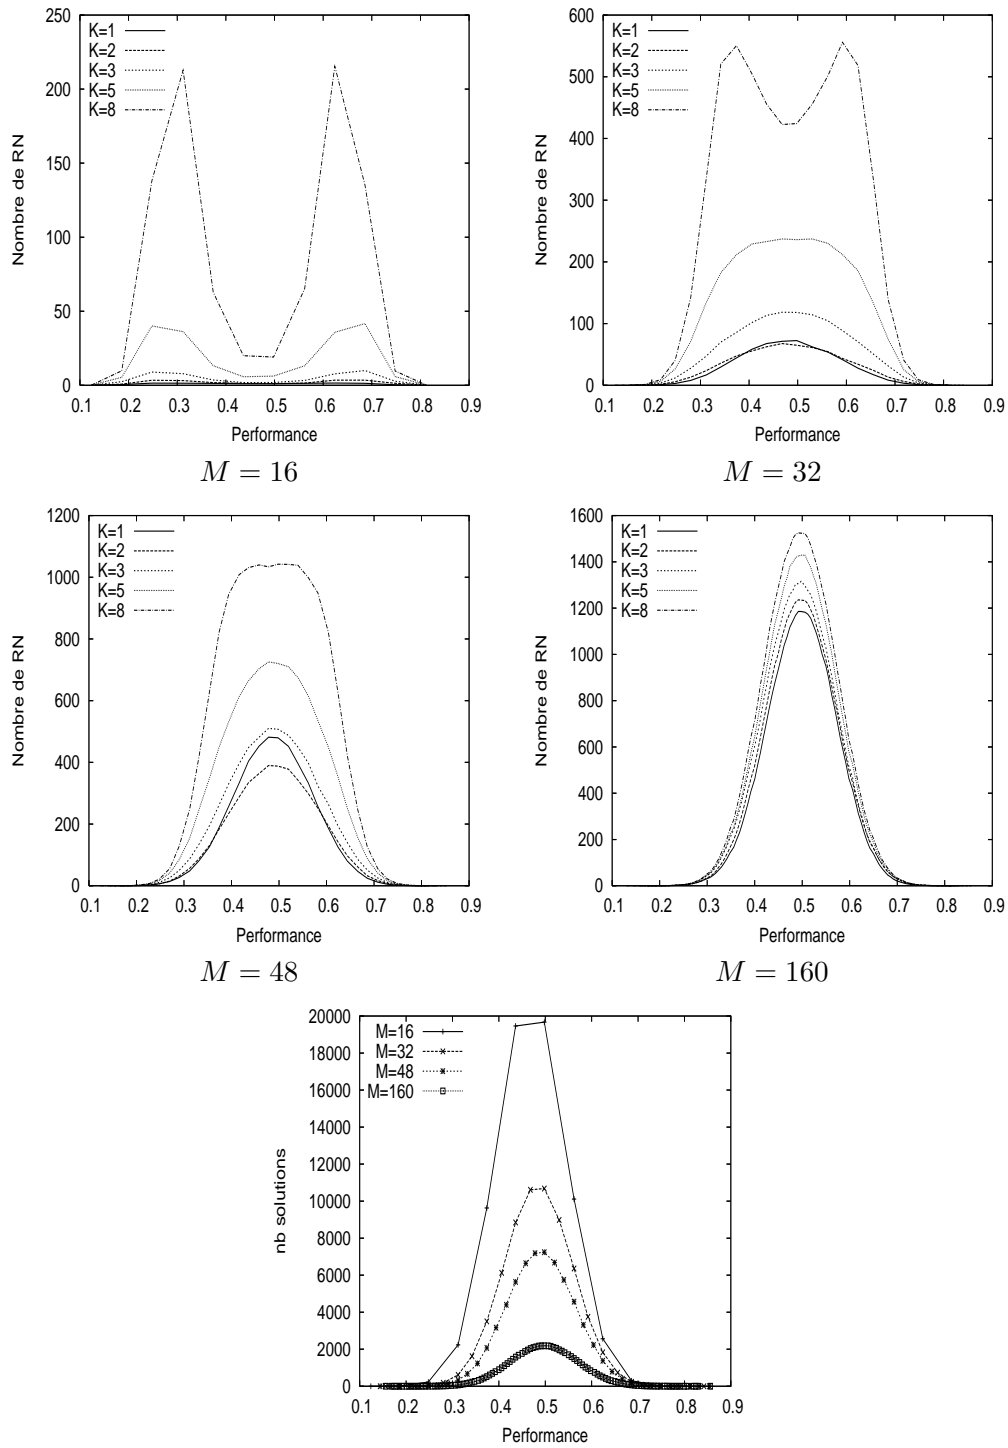 250
200
150
100
50
0
0.1 0.2 0.3 0.4 0.5 0.6 0.7 0.8 0.9
Nombre de RN
Performance
K=1
K=2
K=3
K=5
K=8
M = 16
600
500
400
300
200
100
0
0.1 0.2 0.3 0.4 0.5 0.6 0.7 0.8 0.9
Nombre de RN
Performance
K=1
K=2
K=3
K=5
K=8
M = 32
1200
1000
800
600
400
200
0
0.1 0.2 0.3 0.4 0.5 0.6 0.7 0.8 0.9
Nombre de RN
Performance
K=1
K=2
K=3
K=5
K=8
M = 48
1600
1400
1200
1000
800
600
400
200
0
0.1 0.2 0.3 0.4 0.5 0.6 0.7 0.8 0.9
Nombre de RN
Performance
K=1
K=2
K=3
K=5
K=8
M = 160
20000
18000
16000
14000
12000
10000
8000
6000
4000
2000
0
0.1 0.2 0.3 0.4 0.5 0.6 0.7 0.8 0.9
nb solutions
Performance
M=16
M=32
M=48
M=160